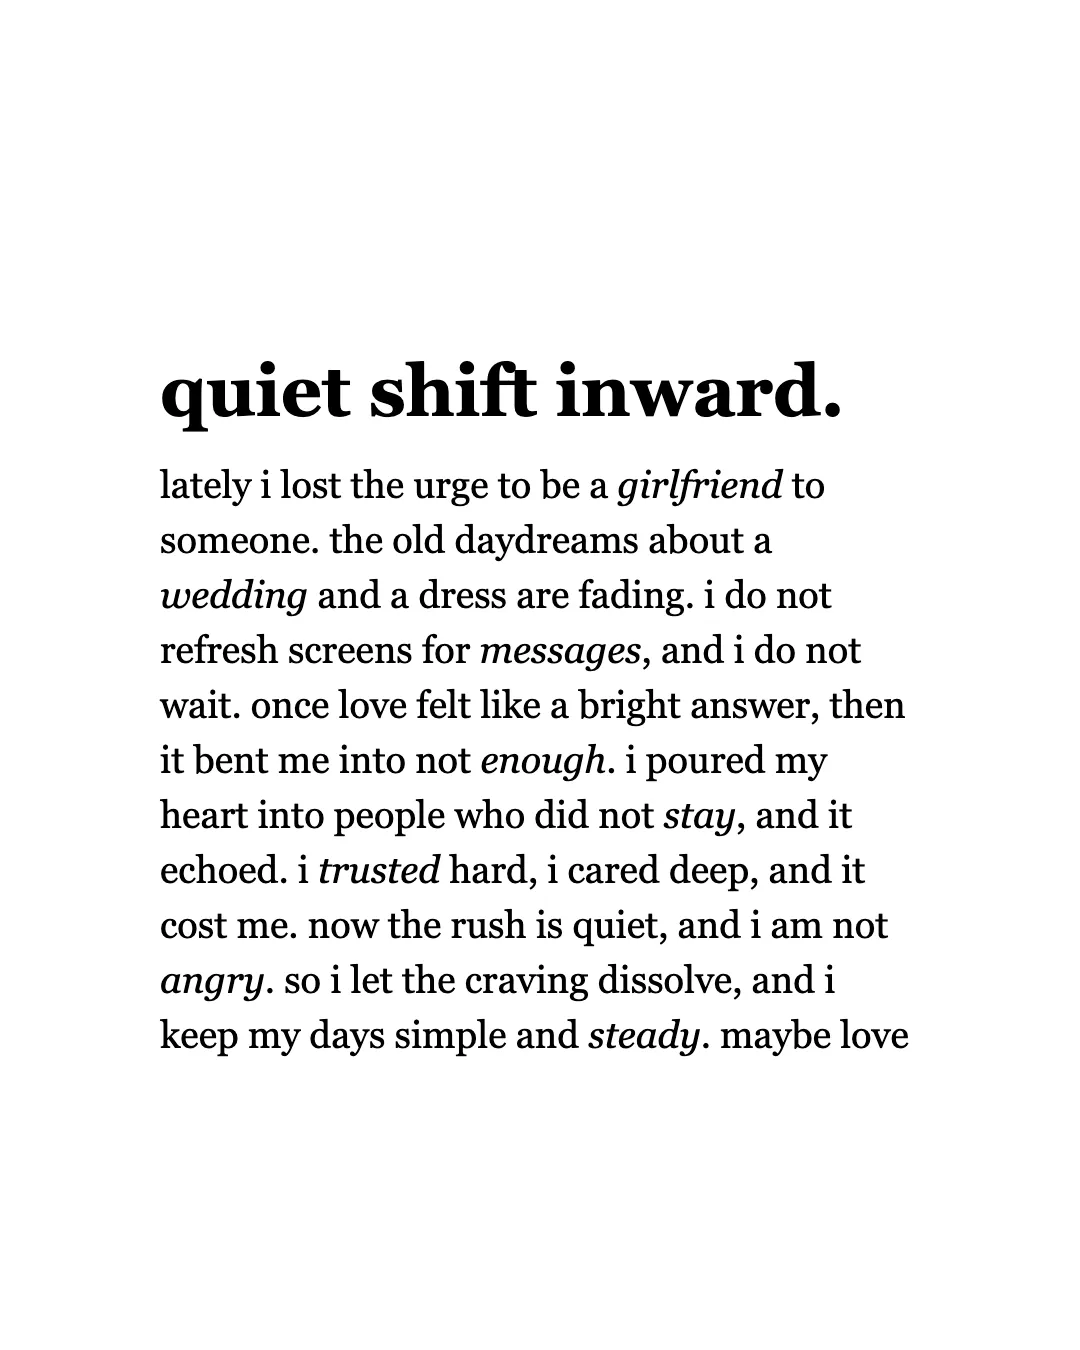 quiet shift inward.
lately i lost the urge to be a girlfriend to
someone. the old daydreams about a
wedding and a dress are fading. i do not
refresh screens for messages, and i do not
wait. once love felt like a bright answer, then
it bent me into not enough. i poured my
heart into people who did not stay, and it
echoed. i trusted hard, i cared deep, and it
cost me. now the rush is quiet, and i am not
angry. so i let the craving dissolve, and i
keep my days simple and steady. maybe love